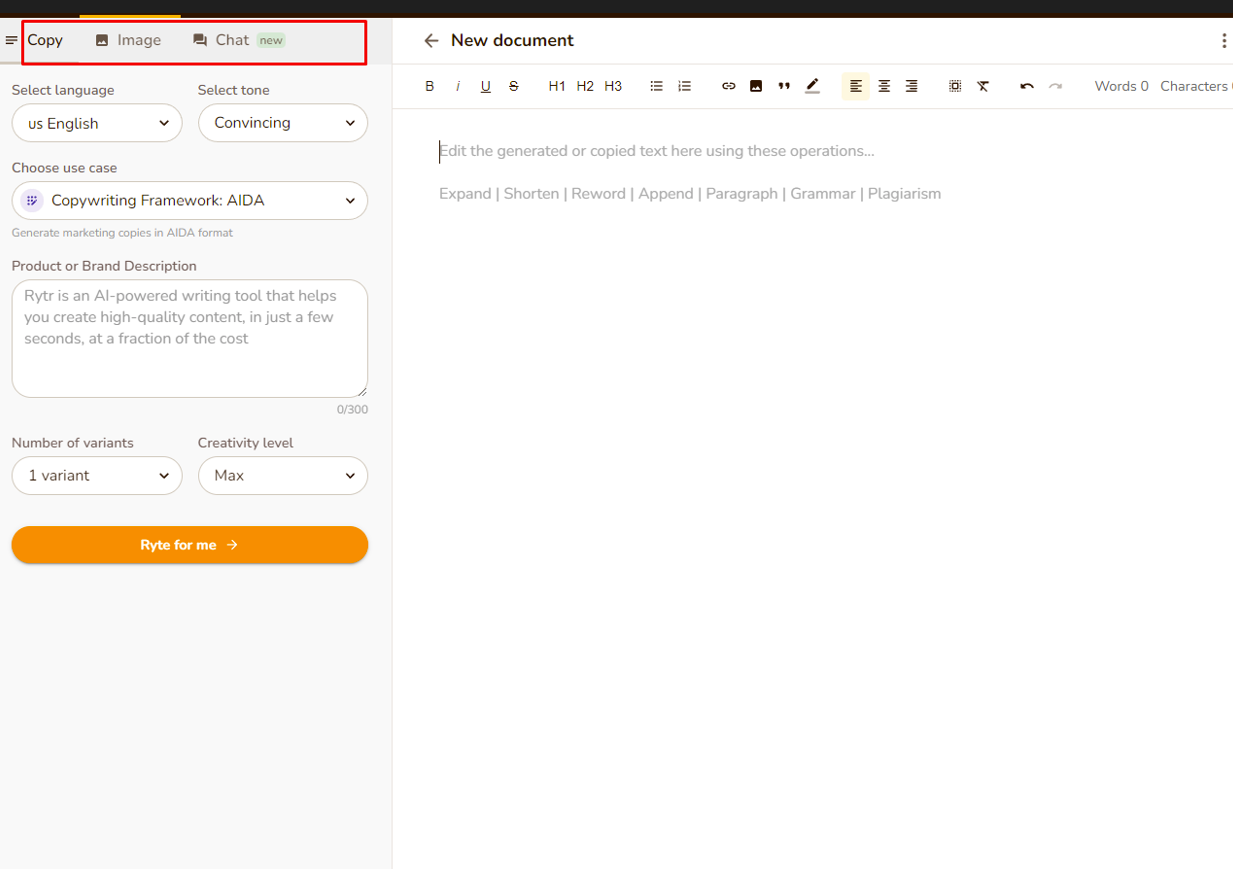 Copy Image Chat new
Select language Select tone
us English Convincing
Choose use case
Copywriting Framework: AIDA
Generate marketing copies in AIDA format
Product or Brand Description
Rytr is an AI-powered writing tool that helps
you create high-quality content, in just a few
seconds, at a fraction of the cost
0/300
Number of variants Creativity level
1 variant Max
Ryte for me →
← New document
B i U S H1 H2 H3 Words 0 Characters
Edit the generated or copied text here using these operations...
Expand | Shorten | Reword | Append | Paragraph | Grammar | Plagiarism